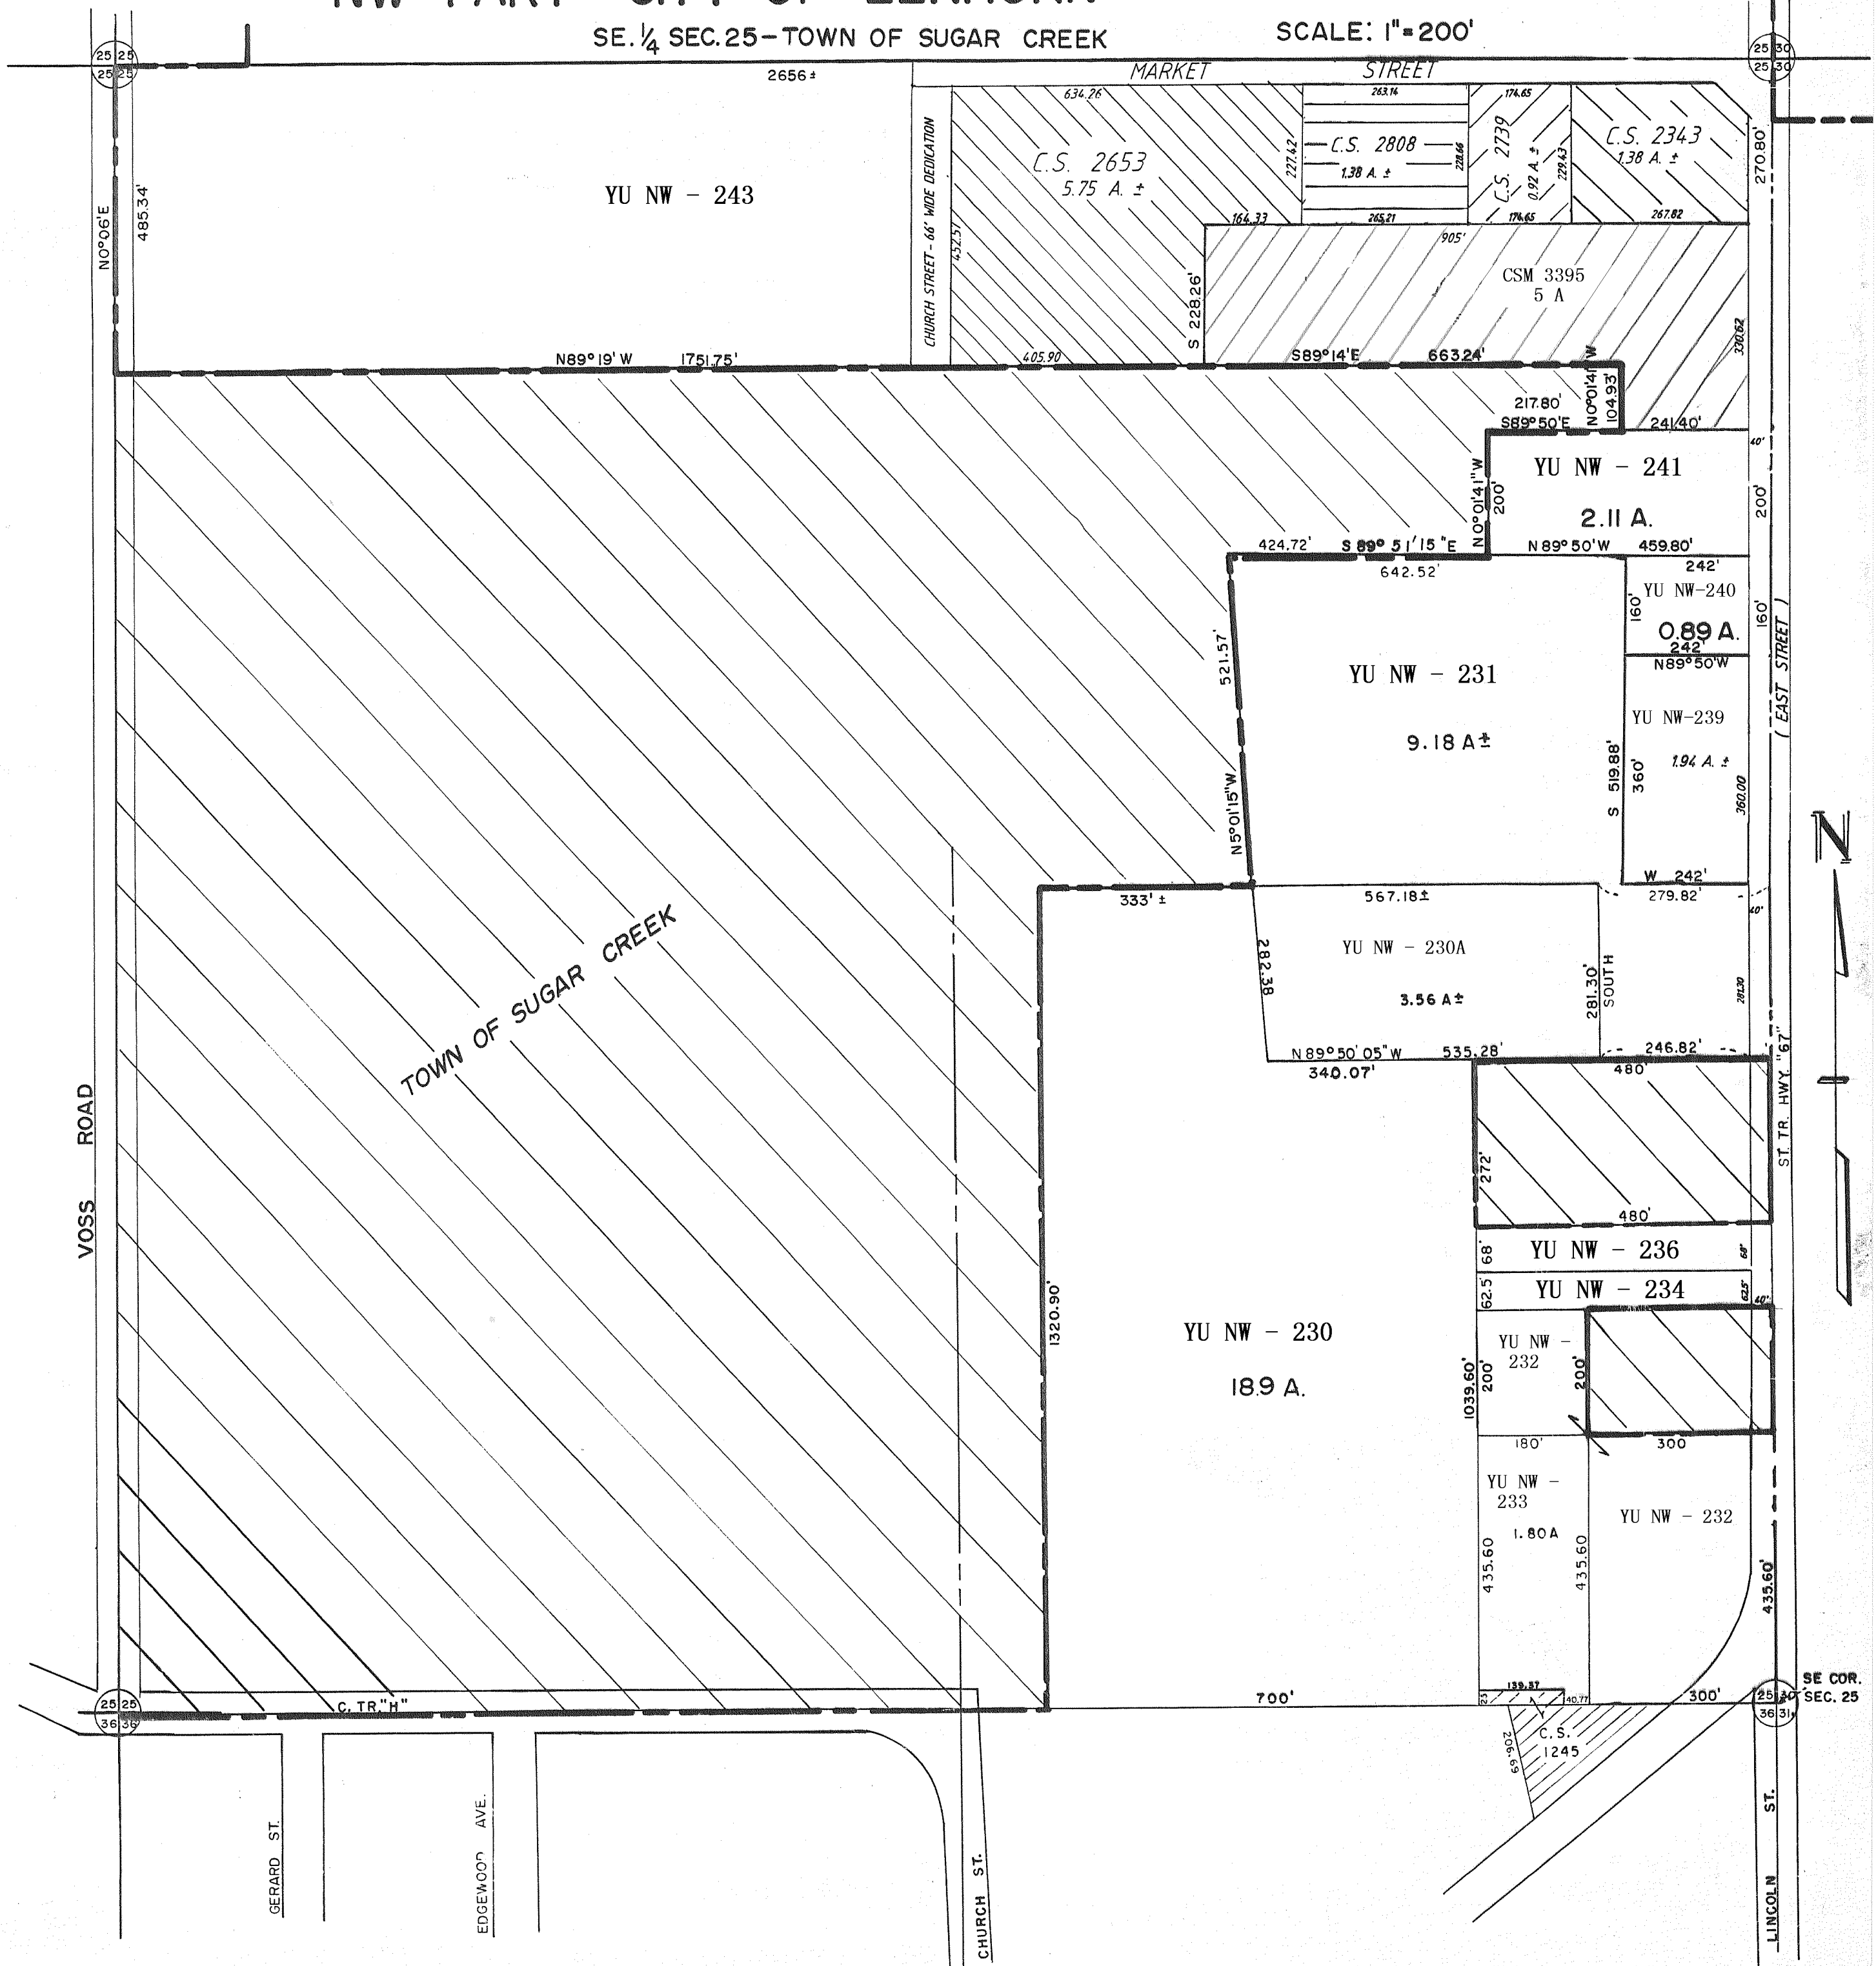 SE. 1/4 SEC. 25 - TOWN OF SUGAR CREEK
SCALE: 1" = 200'
25 25
25 25
25 30
25 30
2656 ±
MARKET STREET
634.26
263.14
174.65
N0°06'E
485.34'
YU NW - 243
CHURCH STREET - 66' WIDE DEDICATION
452.57
C.S. 2653
5.75 A. ±
227.42
C.S. 2808
1.38 A. ±
228.66
C.S. 2739
0.92 A. ±
229.43
C.S. 2343
1.38 A. ±
270.80'
164.33
265.21
174.65
267.82
905'
S 228.26'
CSM 3395
5 A
330.62
N89°19' W 1751.75'
405.90
S89°14'E 663.24'
N0°01'41"W
104.93'
217.80'
S89°50'E
241.40'
40'
YU NW - 241
2.11 A.
N0°01'41"W
200'
200'
424.72' S 89° 51' 15" E
N 89° 50' W 459.80'
642.52'
242'
YU NW-240
160'
0.89 A.
160'
242'
N89°50'W
( EAST STREET )
521.57'
N5°01'15"W
YU NW - 231
9.18 A±
S 519.88'
360'
YU NW-239
1.94 A. ±
360.00
W 242'
N
333' ±
567.18±
279.82'
40'
282.38
YU NW - 230A
3.56 A±
281.30'
SOUTH
281.30
TOWN OF SUGAR CREEK
N 89° 50' 05" W 535.28'
246.82'
340.07'
480'
ST. TR. HWY. "67"
VOSS ROAD
272'
480'
68'
YU NW - 236
68'
62.5'
YU NW - 234
62.5'
40'
1320.90'
YU NW - 230
18.9 A.
1039.60'
YU NW -
232
200'
200'
180'
300
YU NW -
233
1.80 A
435.60
435.60
YU NW - 232
435.60'
139.37
23
40.77
700'
300'
SE COR.
SEC. 25
25 25
36 36
C. TR. "H"
25 30
36 31
206.69
C.S.
1245
GERARD ST.
EDGEWOOD AVE.
CHURCH ST.
LINCOLN ST.